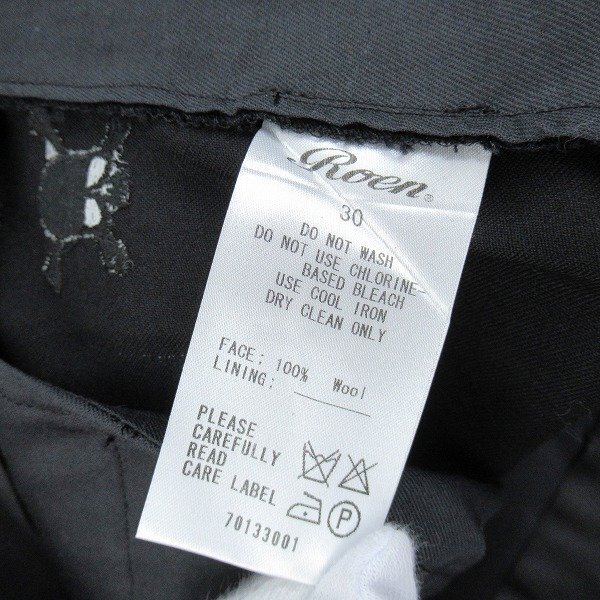 Roen®
30
DO NOT WASH
DO NOT USE CHLORINE-
BASED BLEACH
USE COOL IRON
DRY CLEAN ONLY
FACE: 100% Wool
LINING:
PLEASE
CAREFULLY
READ
CARE LABEL
P
70133001